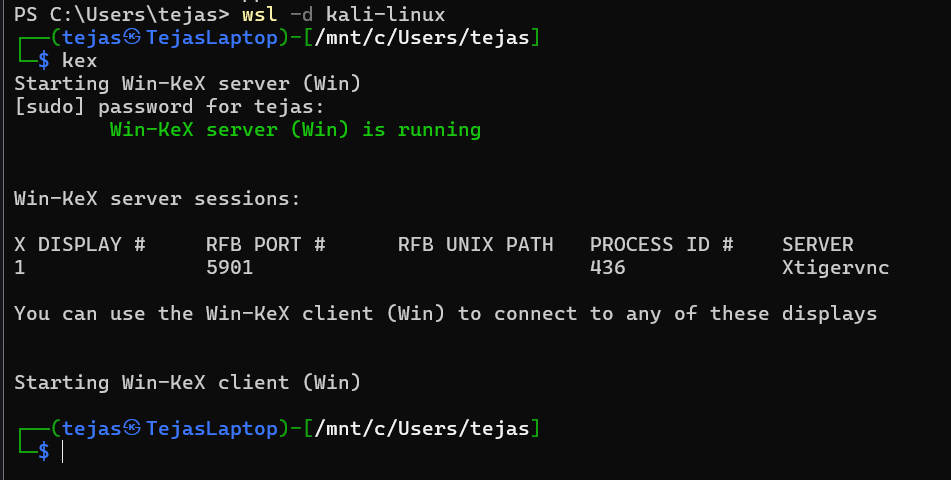 PS C:\Users\tejas> wsl -d kali-linux
┌──(tejas㉿TejasLaptop)-[/mnt/c/Users/tejas]
└─$ kex
Starting Win-KeX server (Win)
[sudo] password for tejas:
Win-KeX server (Win) is running
Win-KeX server sessions:
X DISPLAY # RFB PORT # RFB UNIX PATH PROCESS ID # SERVER
1 5901 436 Xtigervnc
You can use the Win-KeX client (Win) to connect to any of these displays
Starting Win-KeX client (Win)
┌──(tejas㉿TejasLaptop)-[/mnt/c/Users/tejas]
└─$